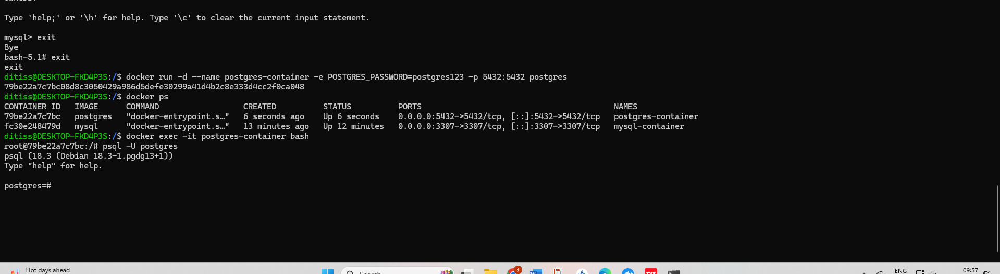 Type 'help;' or '\h' for help. Type '\c' to clear the current input statement.
mysql> exit
Bye
bash-5.1# exit
exit
ditiss@DESKTOP-FKD4P3S:/$ docker run -d --name postgres-container -e POSTGRES_PASSWORD=postgres123 -p 5432:5432 postgres
79be22a7c7bc08d8c3050429a986d5defe30299a41d4b2c8e333d4cc2f0ca048
ditiss@DESKTOP-FKD4P3S:/$ docker ps
CONTAINER ID   IMAGE      COMMAND                  CREATED          STATUS          PORTS                                         NAMES
79be22a7c7bc   postgres   "docker-entrypoint.s…"   6 seconds ago    Up 6 seconds    0.0.0.0:5432->5432/tcp, [::]:5432->5432/tcp   postgres-container
fc30e248479d   mysql      "docker-entrypoint.s…"   13 minutes ago   Up 12 minutes   0.0.0.0:3307->3307/tcp, [::]:3307->3307/tcp   mysql-container
ditiss@DESKTOP-FKD4P3S:/$ docker exec -it postgres-container bash
root@79be22a7c7bc:/# psql -U postgres
psql (18.3 (Debian 18.3-1.pgdg13+1))
Type "help" for help.
postgres=#
Hot days ahead
Search
d
ENG
09:57